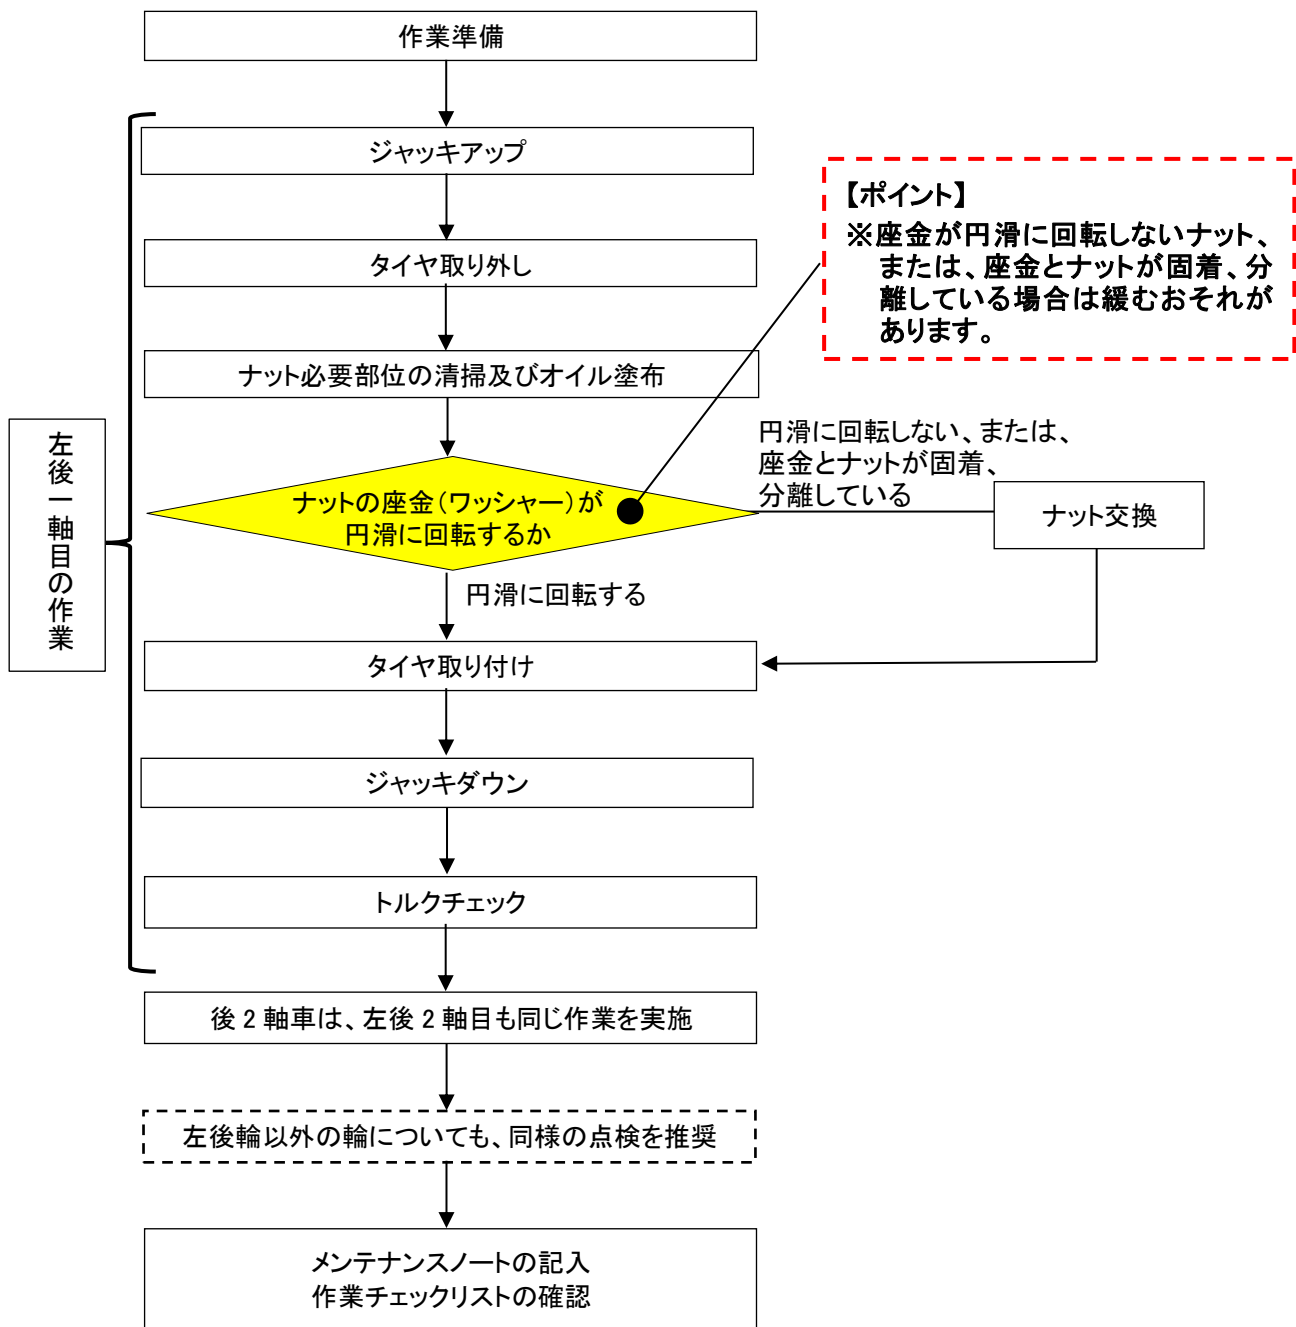 作業準備
ジャッキアップ
タイヤ取り外し
ナット必要部位の清掃及びオイル塗布
【ポイント】
※座金が円滑に回転しないナット、
または、座金とナットが固着、分
離している場合は緩むおそれが
あります。
左後一軸目の作業
ナットの座金（ワッシャー）が
円滑に回転するか
円滑に回転しない、または、
座金とナットが固着、
分離している
ナット交換
円滑に回転する
タイヤ取り付け
ジャッキダウン
トルクチェック
後２軸車は、左後２軸目も同じ作業を実施
左後輪以外の輪についても、同様の点検を推奨
メンテナンスノートの記入
作業チェックリストの確認